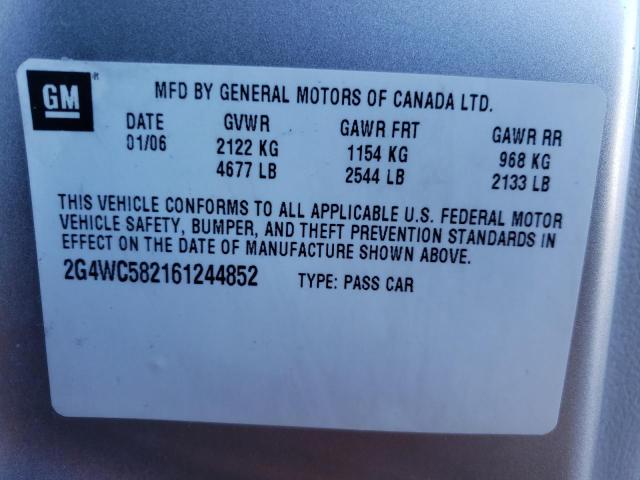 GM
MFD BY GENERAL MOTORS OF CANADA LTD.
DATE GVWR GAWR FRT GAWR RR
01/06 2122 KG 1154 KG 968 KG
4677 LB 2544 LB 2133 LB
THIS VEHICLE CONFORMS TO ALL APPLICABLE U.S. FEDERAL MOTOR
VEHICLE SAFETY, BUMPER, AND THEFT PREVENTION STANDARDS IN
EFFECT ON THE DATE OF MANUFACTURE SHOWN ABOVE.
2G4WC582161244852 TYPE: PASS CAR